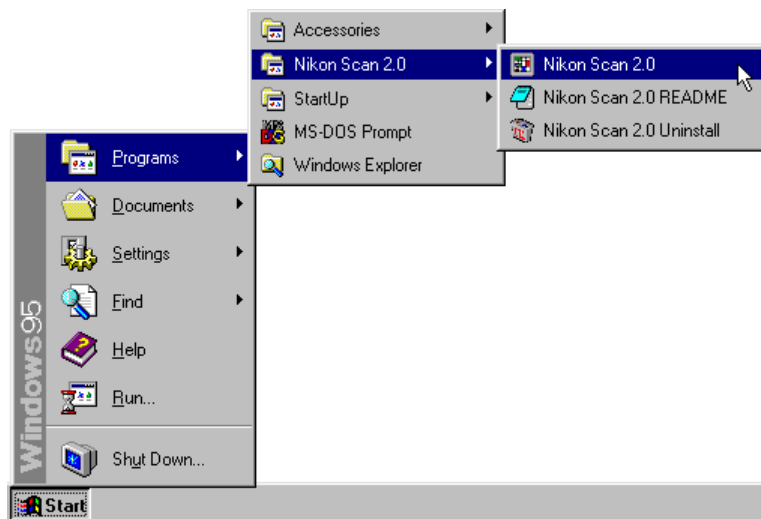 Accessories
Nikon Scan 2.0
StartUp
MS-DOS Prompt
Windows Explorer
Nikon Scan 2.0
Nikon Scan 2.0 README
Nikon Scan 2.0 Uninstall
Programs
Documents
Settings
Find
Help
Run...
Shut Down...
Windows95
Start